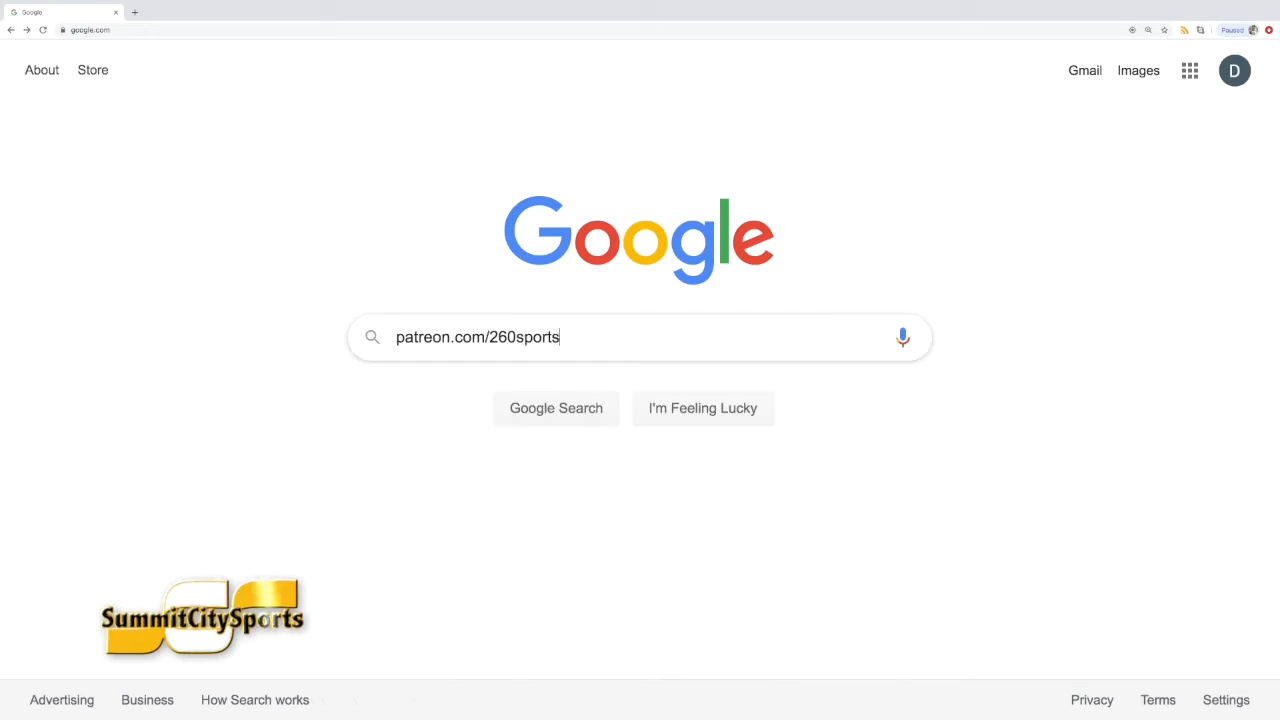 Google
google.com
Paused
About Store
Gmail Images
D
Google
patreon.com/260sports
Google Search I'm Feeling Lucky
SummitCitySports
Advertising Business How Search works
Privacy Terms Settings